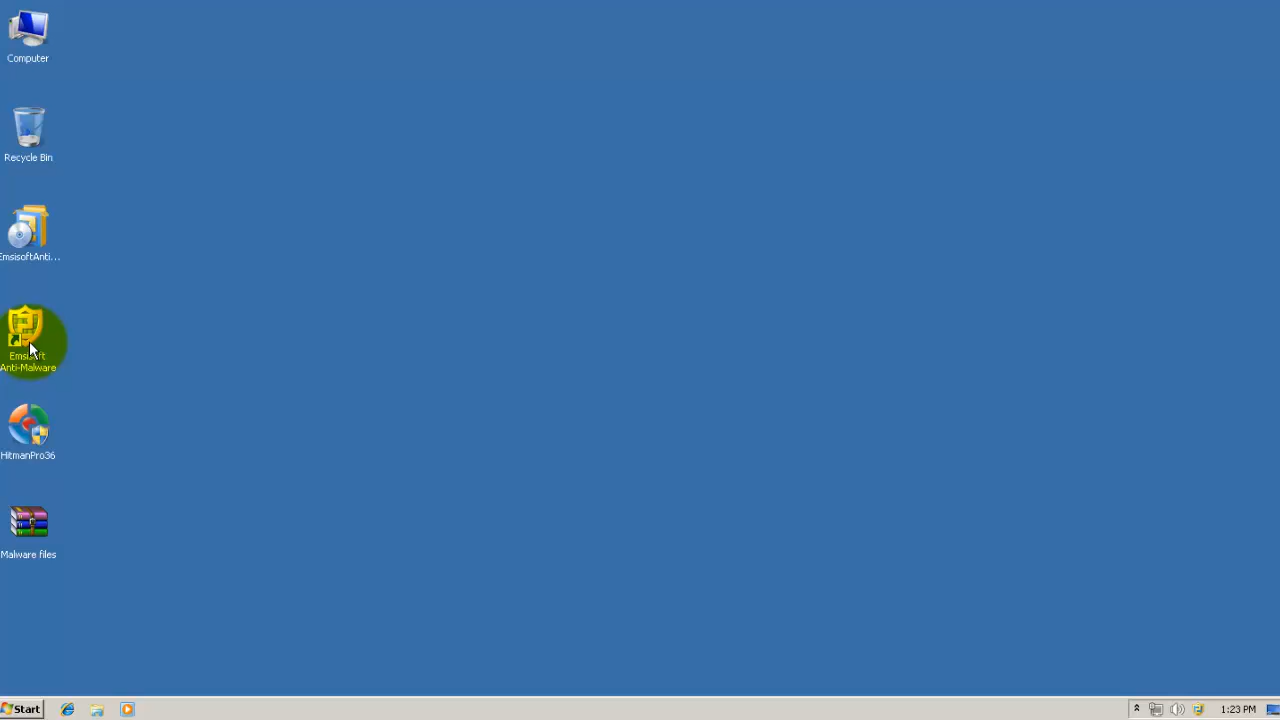 Computer
Recycle Bin
EmsisoftAnti...
Emsisoft
Anti-Malware
HitmanPro36
Malware files
Start
1:23 PM